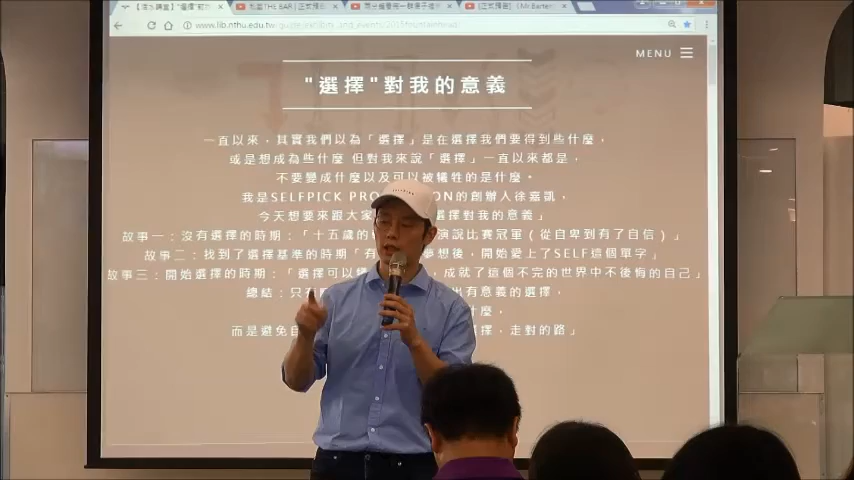 www.lib.nthu.edu.tw
MENU
"選擇"對我的意義
一直以來，其實我們以為「選擇」是在選擇我們要得到些什麼，
或是想成為些什麼 但對我來說「選擇」一直以來都是，
不要變成什麼以及可以被犧牲的是什麼。
我是SELFPICK PRO ON的創辦人徐嘉凱，
今天想要來跟大家 選擇對我的意義」
故事一：沒有選擇的時期：「十五歲的 演說比賽冠軍（從自卑到有了自信）」
故事二：找到了選擇基準的時期「有 夢想後，開始愛上了SELF這個單字」
故事三：開始選擇的時期：「選擇可以 ，成就了這個不完的世界中不後悔的自己」
總結：只有 出有意義的選擇，
什麼，
而是避免自 擇，走對的路」